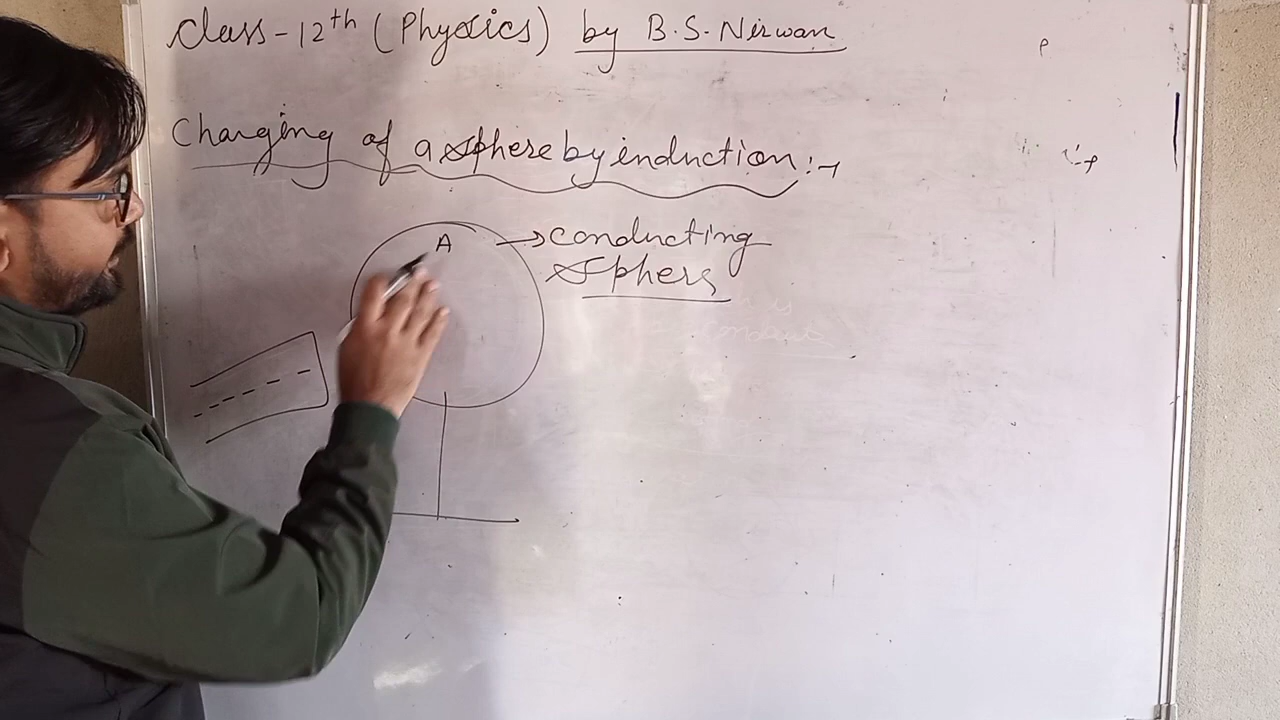 Class-12th (Physics) by B.S. Nirwan
Charging of a sphere by induction:→
A
→ conducting
sphere